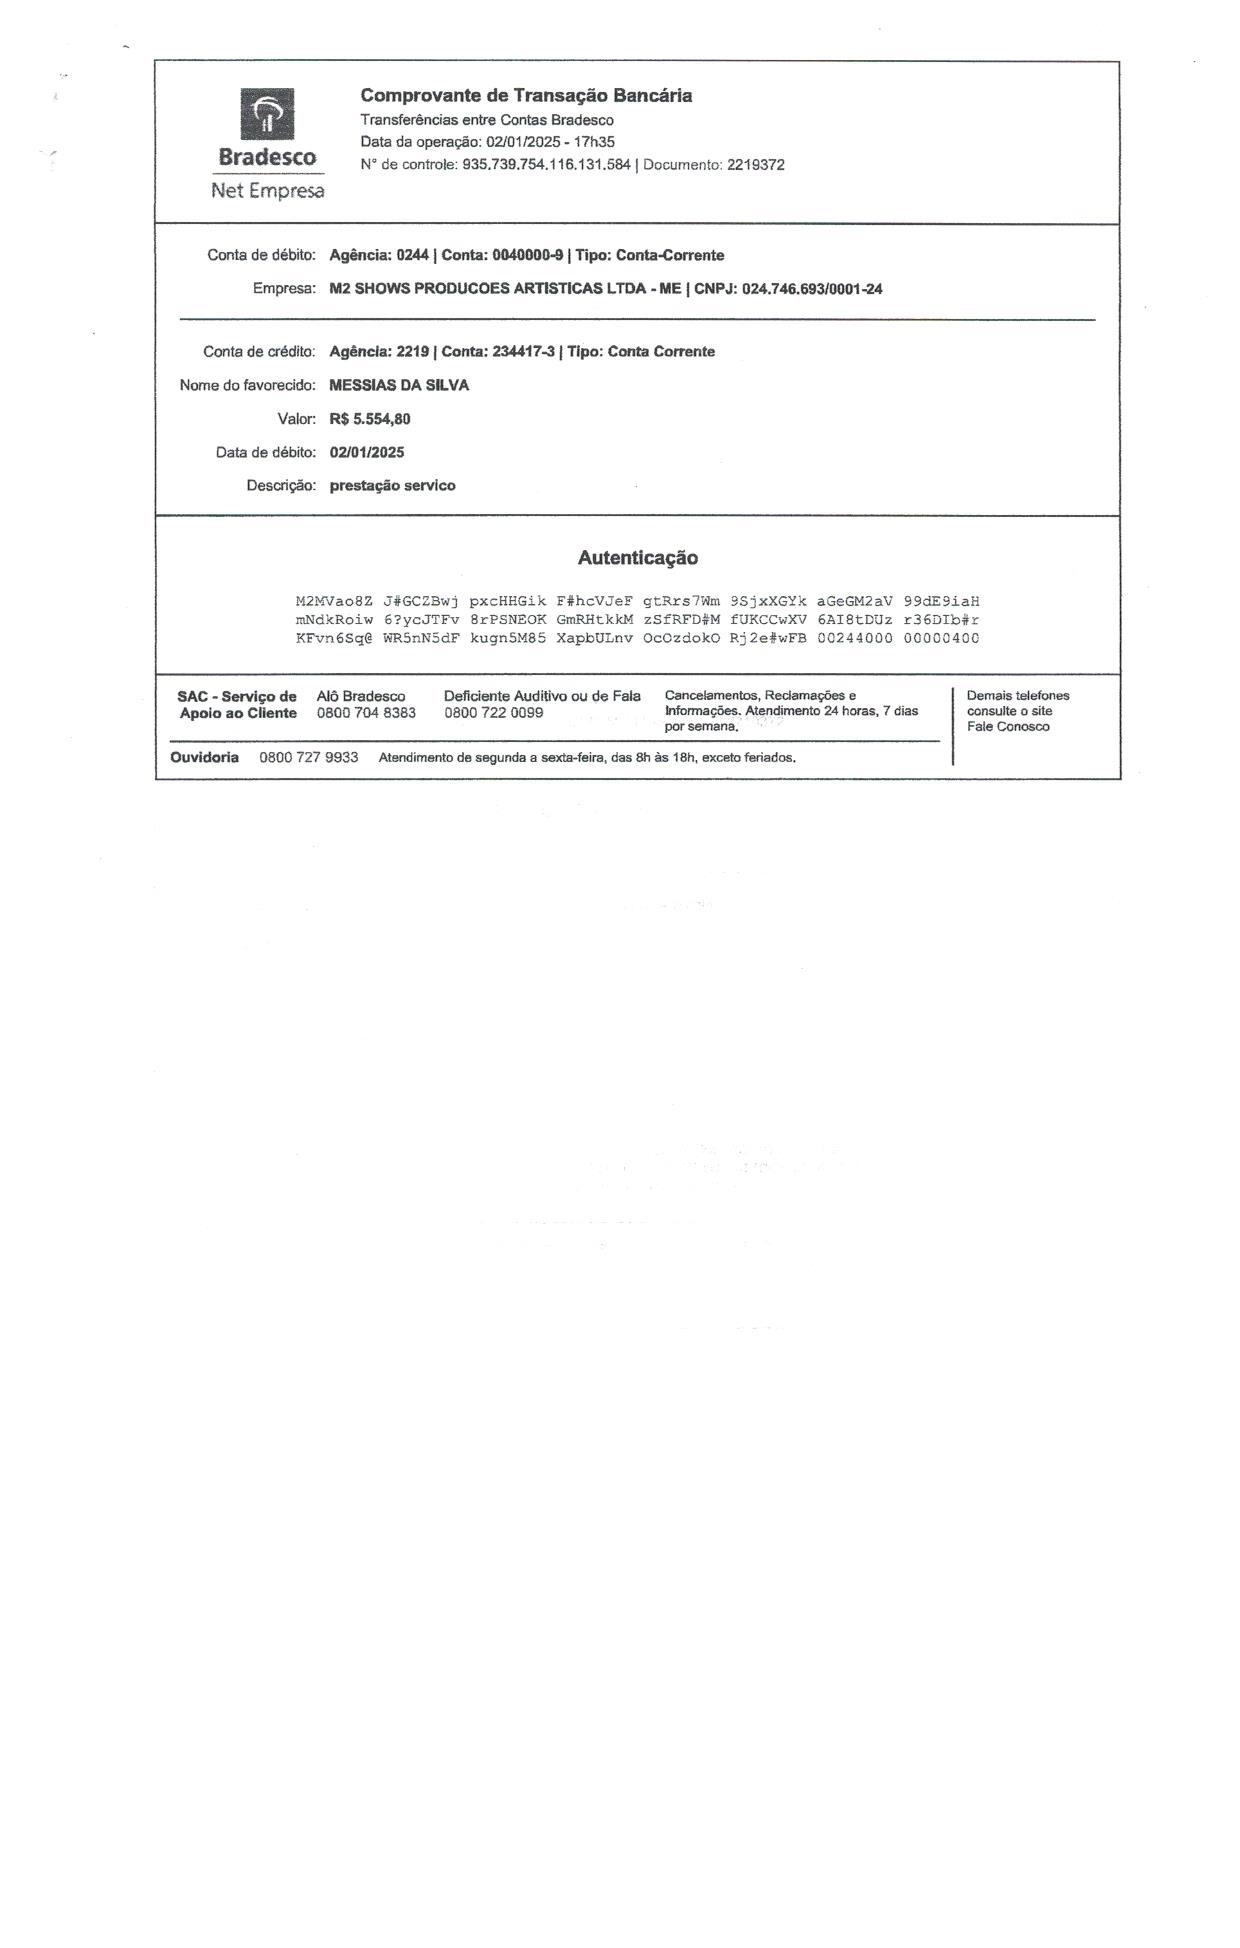 Bradesco
Net Empresa
Comprovante de Transação Bancária
Transferências entre Contas Bradesco
Data da operação: 02/01/2025 - 17h35
N° de controle: 935.739.754.116.131.584 | Documento: 2219372
Conta de débito: Agência: 0244 | Conta: 0040000-9 | Tipo: Conta-Corrente
Empresa: M2 SHOWS PRODUCOES ARTISTICAS LTDA - ME | CNPJ: 024.746.693/0001-24
Conta de crédito: Agência: 2219 | Conta: 234417-3 | Tipo: Conta Corrente
Nome do favorecido: MESSIAS DA SILVA
Valor: R$ 5.554,80
Data de débito: 02/01/2025
Descrição: prestação servico
Autenticação
M2MVao8Z J#GCZBwj pxcHHGik F#hcVJeF gtRrs7Wm 9SjxXGYk aGeGM2aV 99dE9iaH
mNdkRoiw 6?ycJTFv 8rPSNEOK GmRHtkkM zSfRFD#M fUKCCwXV 6AI8tDUz r36DIb#r
KFvn6Sq@ WR5nN5dF kugn5M85 XapbULnv OcOzdokO Rj2e#wFB 00244000 00000400
SAC - Serviço de Apoio ao Cliente
Alô Bradesco
0800 704 8383
Deficiente Auditivo ou de Fala
0800 722 0099
Cancelamentos, Reclamações e
Informações. Atendimento 24 horas, 7 dias
por semana.
Demais telefones
consulte o site
Fale Conosco
Ouvidoria 0800 727 9933 Atendimento de segunda a sexta-feira, das 8h às 18h, exceto feriados.